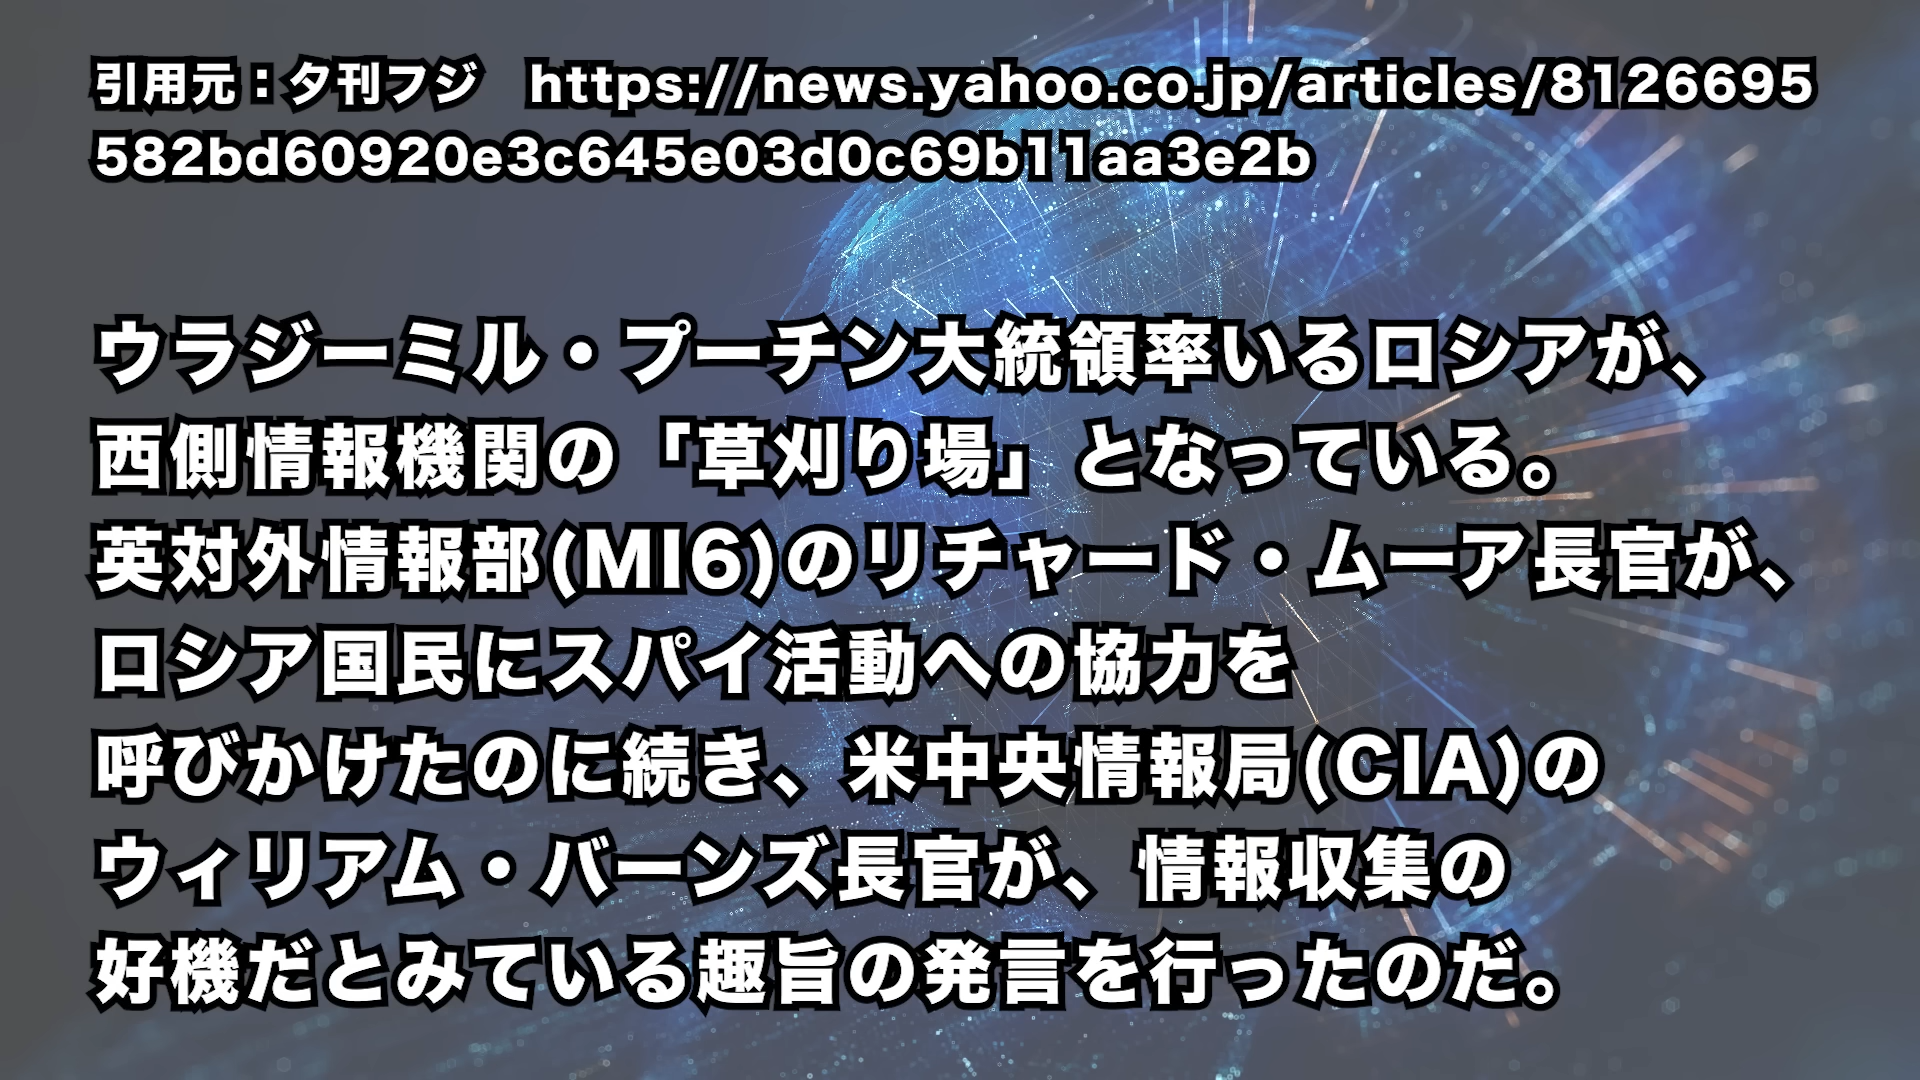 引用元：夕刊フジ　https://news.yahoo.co.jp/articles/8126695
582bd60920e3c645e03d0c69b11aa3e2b
ウラジーミル・プーチン大統領率いるロシアが、
西側情報機関の「草刈り場」となっている。
英対外情報部(MI6)のリチャード・ムーア長官が、
ロシア国民にスパイ活動への協力を
呼びかけたのに続き、米中央情報局(CIA)の
ウィリアム・バーンズ長官が、情報収集の
好機だとみている趣旨の発言を行ったのだ。